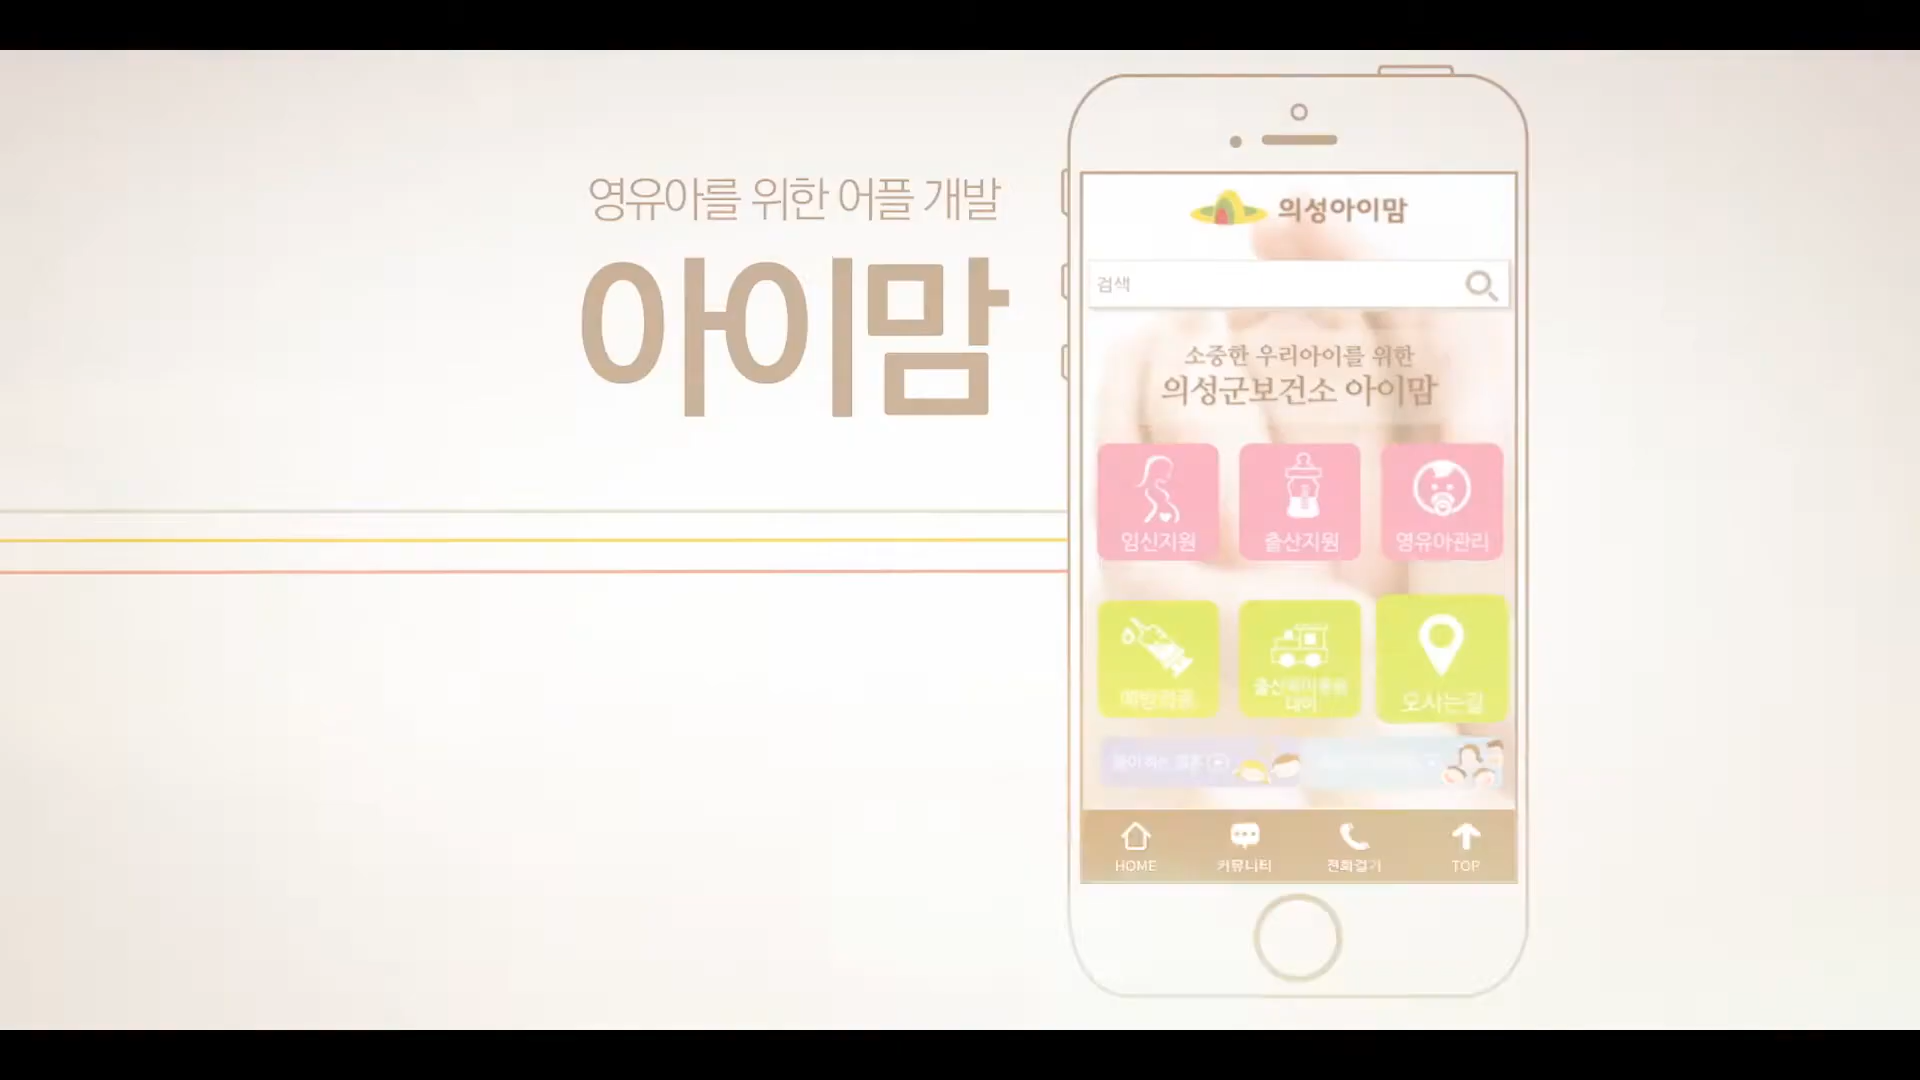 영유아를 위한 어플 개발
아이맘
의성아이맘
검색
소중한 우리아이를 위한
의성군보건소 아이맘
임신지원
출산지원
영유아관리
오시는길
HOME
커뮤니티
전화걸기
TOP